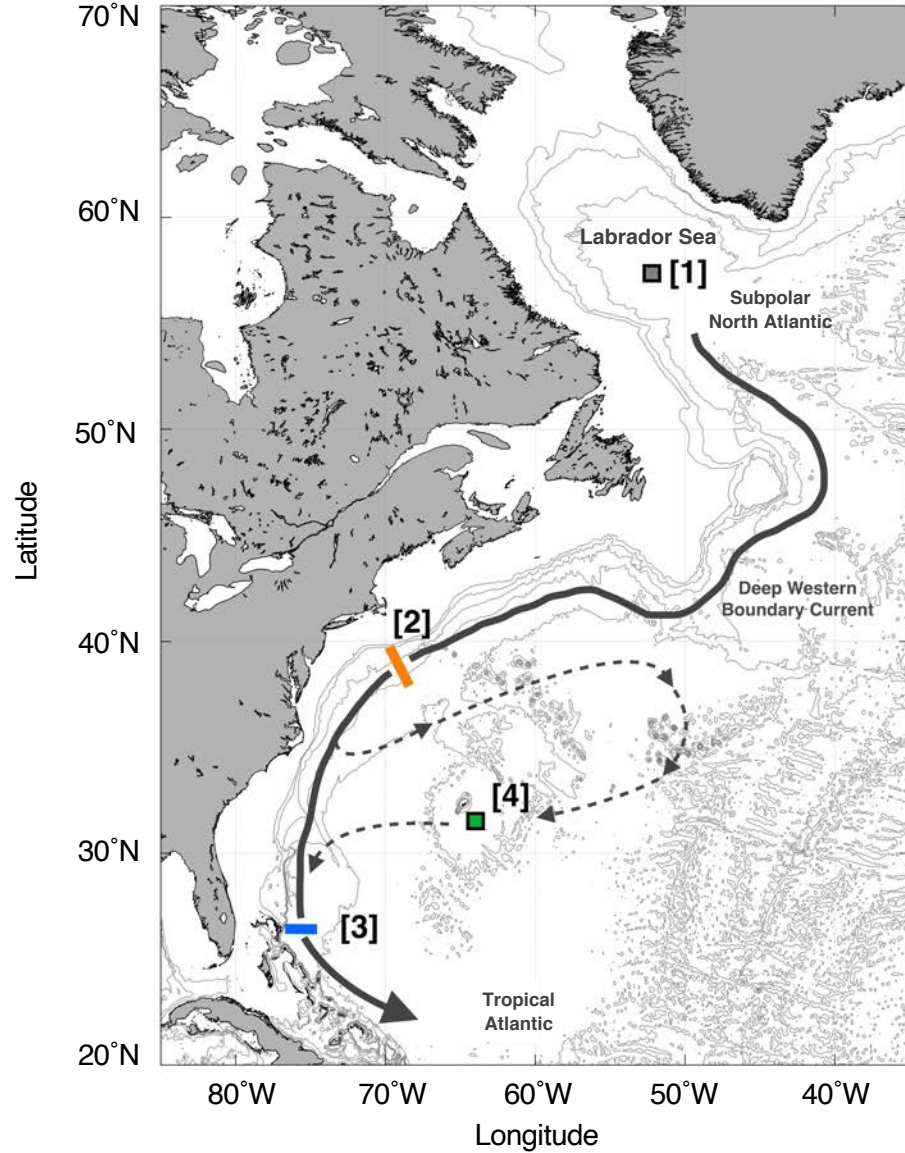 70˚N
60˚N
50˚N
40˚N
30˚N
20˚N
Latitude
Labrador Sea
[1]
Subpolar
North Atlantic
Deep Western
Boundary Current
[2]
[4]
[3]
Tropical
Atlantic
80˚W
70˚W
60˚W
50˚W
40˚W
Longitude